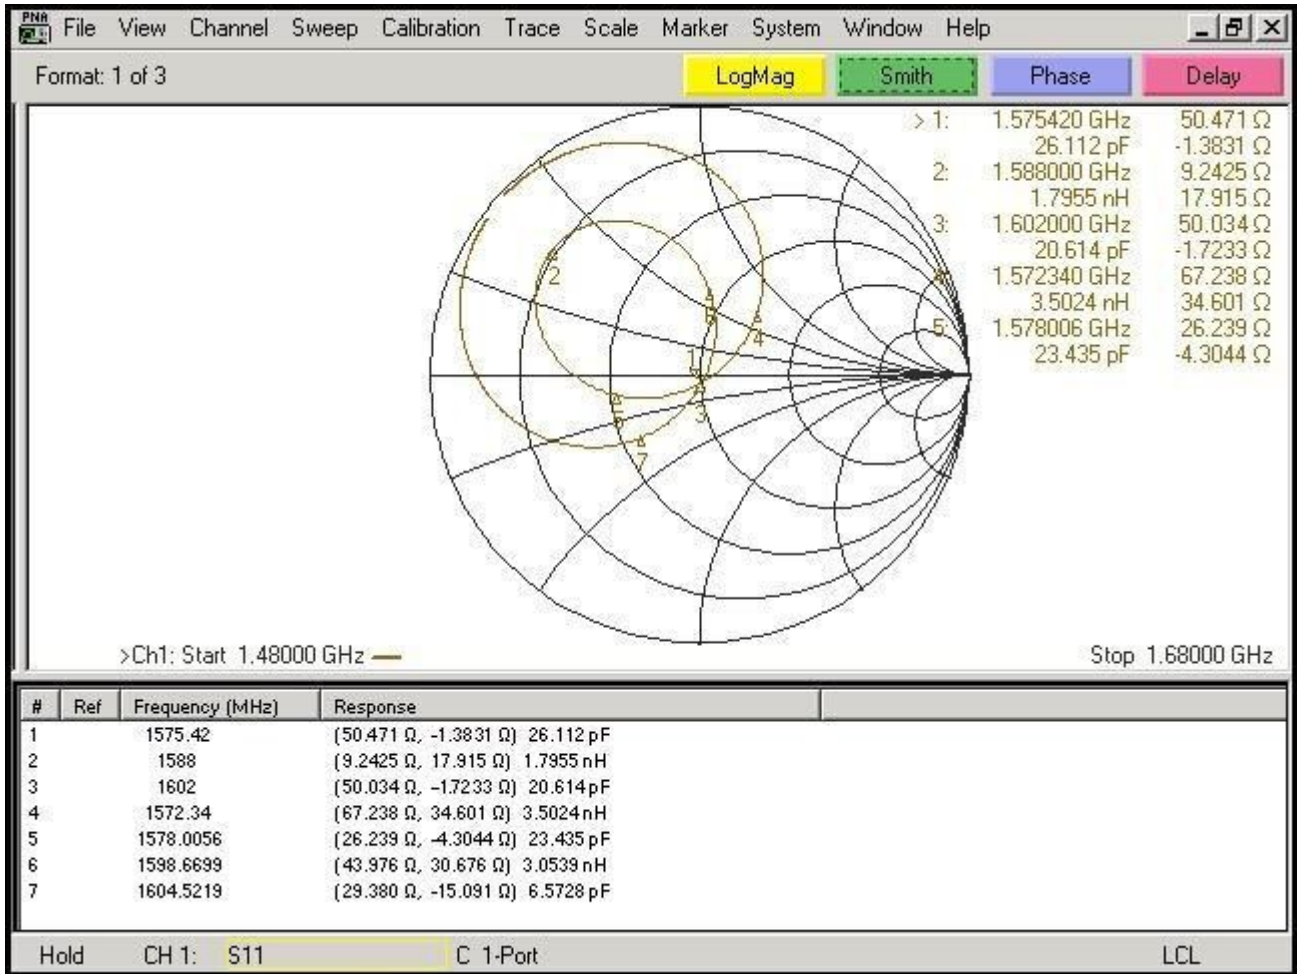 PNA File View Channel Sweep Calibration Trace Scale Marker System Window Help
Format: 1 of 3 LogMag Smith Phase Delay
> 1: 1.575420 GHz 50.471 Ω
26.112 pF -1.3831 Ω
2: 1.588000 GHz 9.2425 Ω
1.7955 nH 17.915 Ω
3: 1.602000 GHz 50.034 Ω
20.614 pF -1.7233 Ω
4: 1.572340 GHz 67.238 Ω
3.5024 nH 34.601 Ω
5: 1.578006 GHz 26.239 Ω
23.435 pF -4.3044 Ω
2
6
1
4
3
5
7
>Ch1: Start 1.48000 GHz Stop 1.68000 GHz
# Ref Frequency (MHz) Response
1 1575.42 (50.471 Ω, -1.3831 Ω) 26.112 pF
2 1588 (9.2425 Ω, 17.915 Ω) 1.7955 nH
3 1602 (50.034 Ω, -1.7233 Ω) 20.614 pF
4 1572.34 (67.238 Ω, 34.601 Ω) 3.5024 nH
5 1578.0056 (26.239 Ω, -4.3044 Ω) 23.435 pF
6 1598.6699 (43.976 Ω, 30.676 Ω) 3.0539 nH
7 1604.5219 (29.380 Ω, -15.091 Ω) 6.5728 pF
Hold CH 1: S11 C 1-Port LCL